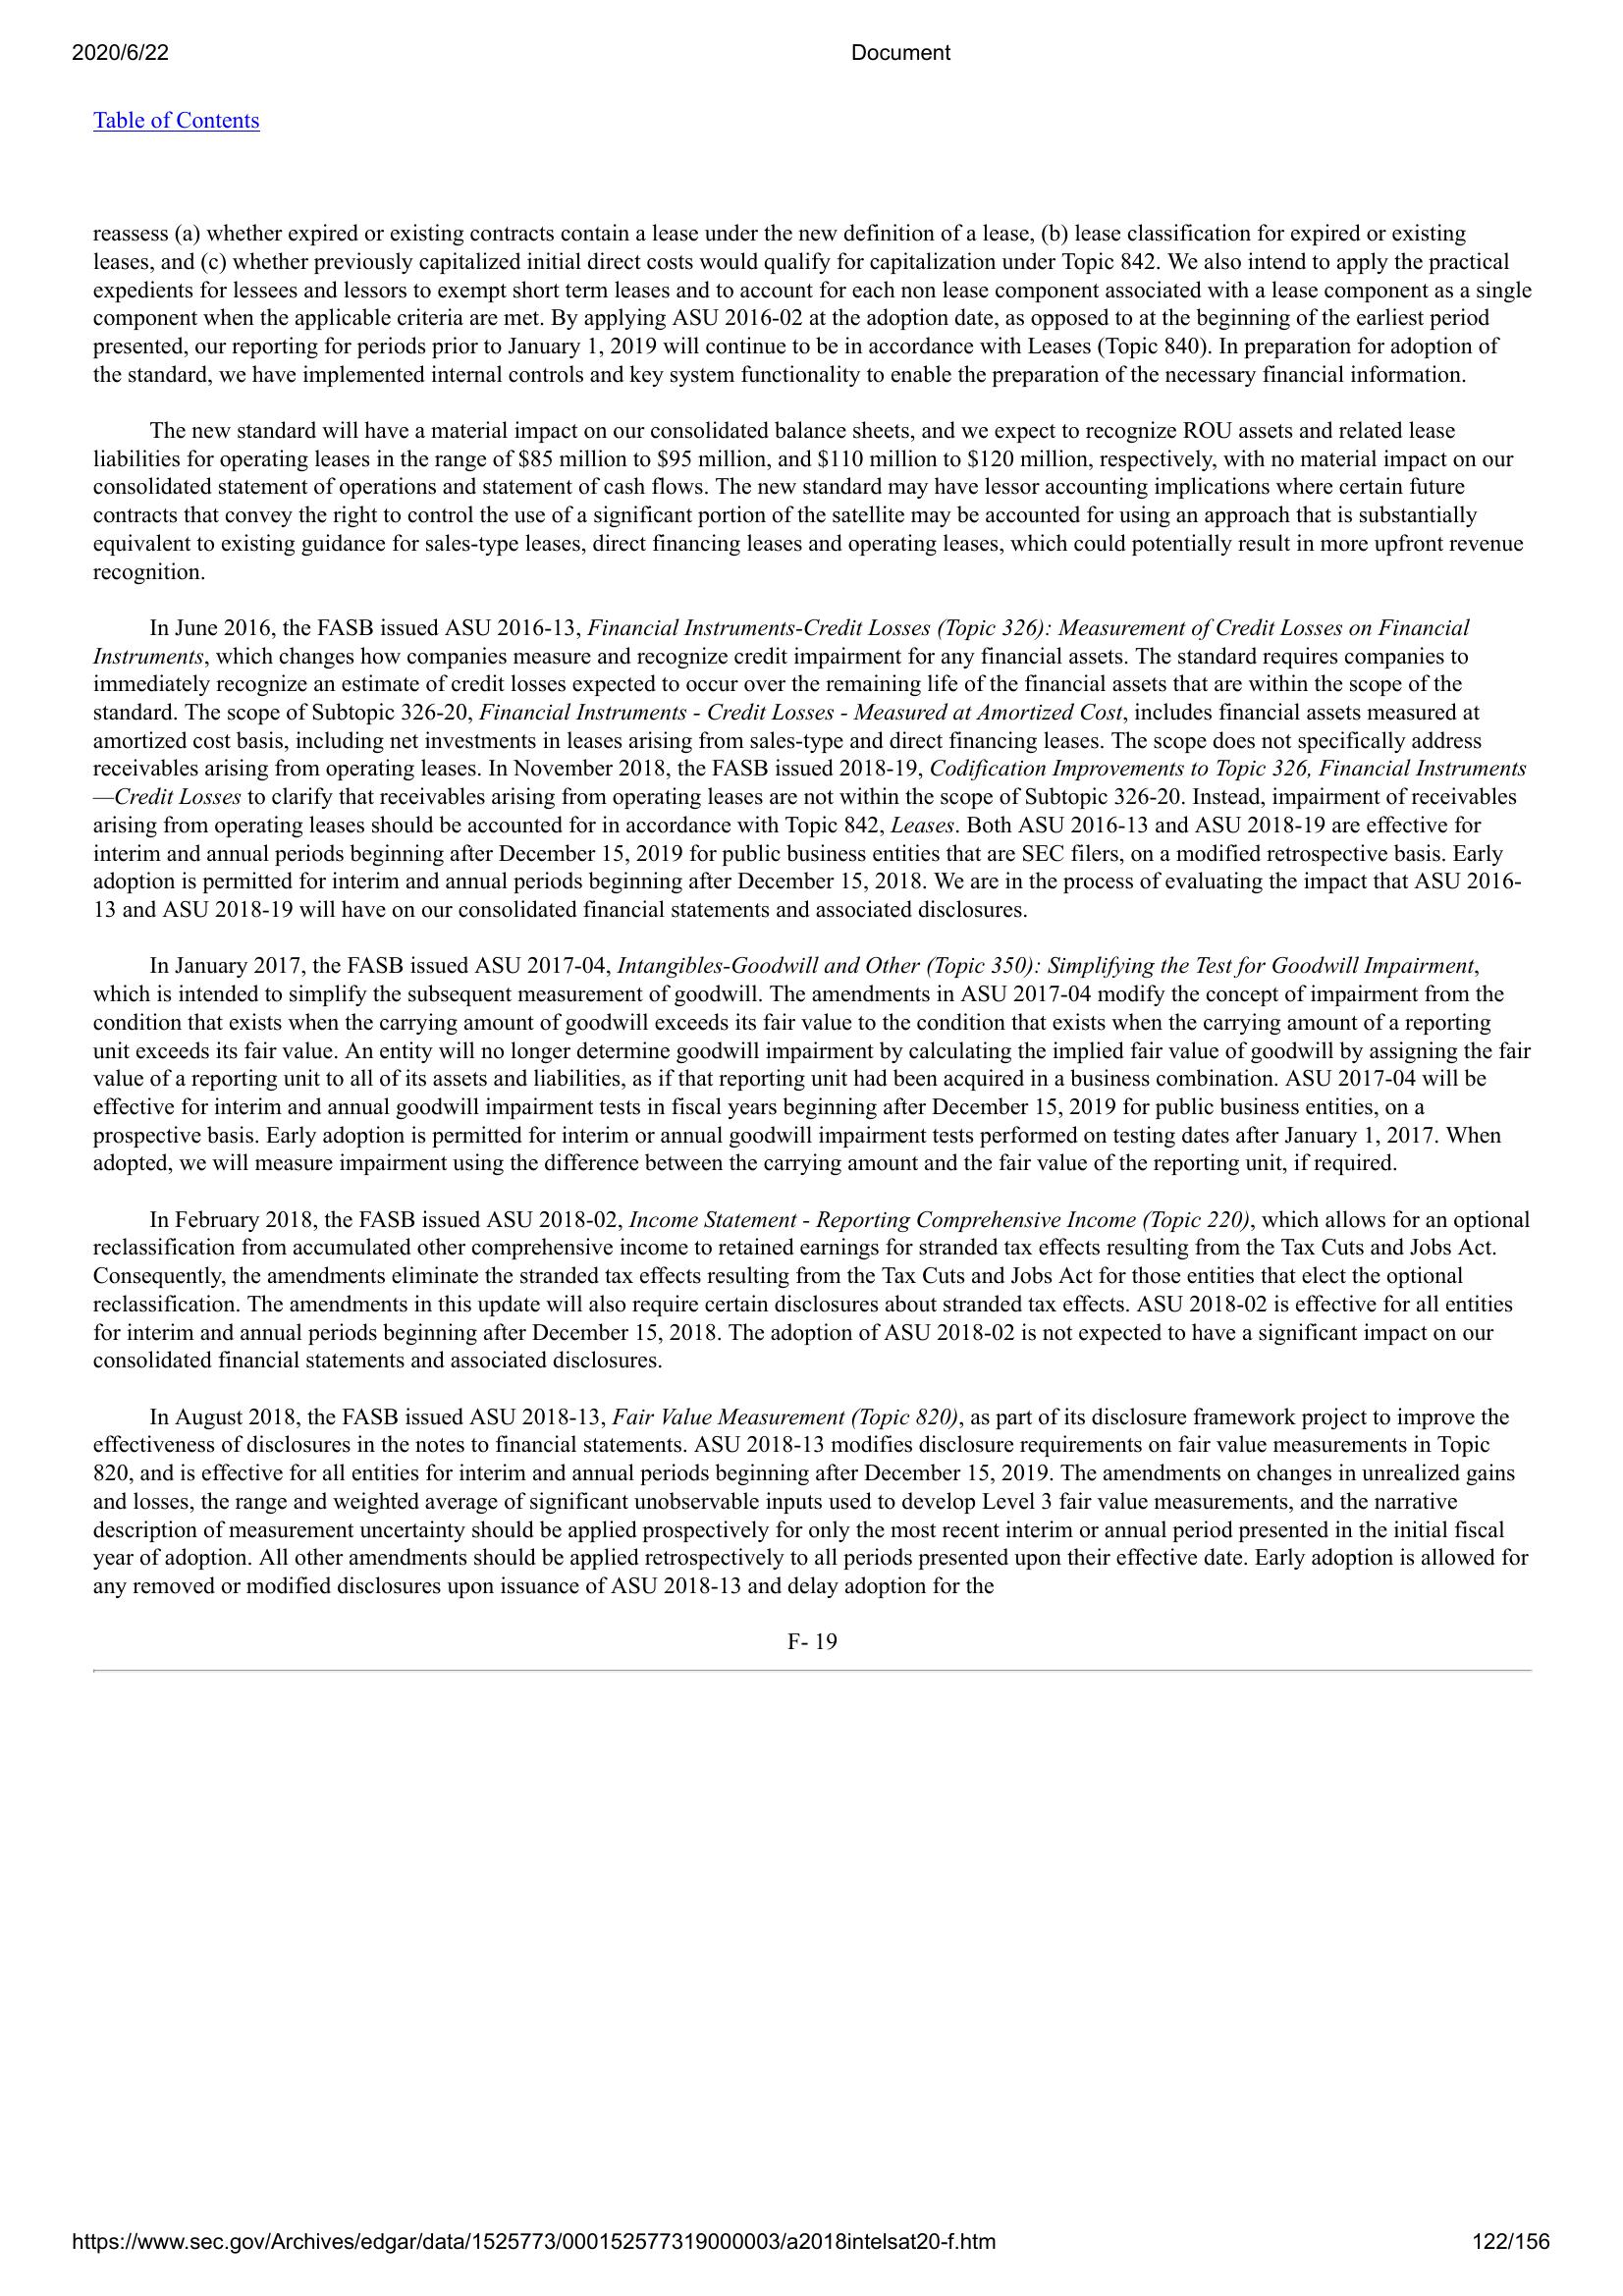 2020/6/22 Document
Table of Contents
reassess (a) whether expired or existing contracts contain a lease under the new definition of a lease, (b) lease classification for expired or existing
leases, and (c) whether previously capitalized initial direct costs would qualify for capitalization under Topic 842. We also intend to apply the practical
expedients for lessees and lessors to exempt short term leases and to account for each non lease component associated with a lease component as a single
component when the applicable criteria are met. By applying ASU 2016-02 at the adoption date, as opposed to at the beginning of the earliest period
presented, our reporting for periods prior to January 1, 2019 will continue to be in accordance with Leases (Topic 840). In preparation for adoption of
the standard, we have implemented internal controls and key system functionality to enable the preparation of the necessary financial information.
The new standard will have a material impact on our consolidated balance sheets, and we expect to recognize ROU assets and related lease
liabilities for operating leases in the range of $85 million to $95 million, and $110 million to $120 million, respectively, with no material impact on our
consolidated statement of operations and statement of cash flows. The new standard may have lessor accounting implications where certain future
contracts that convey the right to control the use of a significant portion of the satellite may be accounted for using an approach that is substantially
equivalent to existing guidance for sales-type leases, direct financing leases and operating leases, which could potentially result in more upfront revenue
recognition.
In June 2016, the FASB issued ASU 2016-13, Financial Instruments-Credit Losses (Topic 326): Measurement of Credit Losses on Financial
Instruments, which changes how companies measure and recognize credit impairment for any financial assets. The standard requires companies to
immediately recognize an estimate of credit losses expected to occur over the remaining life of the financial assets that are within the scope of the
standard. The scope of Subtopic 326-20, Financial Instruments - Credit Losses - Measured at Amortized Cost, includes financial assets measured at
amortized cost basis, including net investments in leases arising from sales-type and direct financing leases. The scope does not specifically address
receivables arising from operating leases. In November 2018, the FASB issued 2018-19, Codification Improvements to Topic 326, Financial Instruments
—Credit Losses to clarify that receivables arising from operating leases are not within the scope of Subtopic 326-20. Instead, impairment of receivables
arising from operating leases should be accounted for in accordance with Topic 842, Leases. Both ASU 2016-13 and ASU 2018-19 are effective for
interim and annual periods beginning after December 15, 2019 for public business entities that are SEC filers, on a modified retrospective basis. Early
adoption is permitted for interim and annual periods beginning after December 15, 2018. We are in the process of evaluating the impact that ASU 2016-
13 and ASU 2018-19 will have on our consolidated financial statements and associated disclosures.
In January 2017, the FASB issued ASU 2017-04, Intangibles-Goodwill and Other (Topic 350): Simplifying the Test for Goodwill Impairment,
which is intended to simplify the subsequent measurement of goodwill. The amendments in ASU 2017-04 modify the concept of impairment from the
condition that exists when the carrying amount of goodwill exceeds its fair value to the condition that exists when the carrying amount of a reporting
unit exceeds its fair value. An entity will no longer determine goodwill impairment by calculating the implied fair value of goodwill by assigning the fair
value of a reporting unit to all of its assets and liabilities, as if that reporting unit had been acquired in a business combination. ASU 2017-04 will be
effective for interim and annual goodwill impairment tests in fiscal years beginning after December 15, 2019 for public business entities, on a
prospective basis. Early adoption is permitted for interim or annual goodwill impairment tests performed on testing dates after January 1, 2017. When
adopted, we will measure impairment using the difference between the carrying amount and the fair value of the reporting unit, if required.
In February 2018, the FASB issued ASU 2018-02, Income Statement - Reporting Comprehensive Income (Topic 220), which allows for an optional
reclassification from accumulated other comprehensive income to retained earnings for stranded tax effects resulting from the Tax Cuts and Jobs Act.
Consequently, the amendments eliminate the stranded tax effects resulting from the Tax Cuts and Jobs Act for those entities that elect the optional
reclassification. The amendments in this update will also require certain disclosures about stranded tax effects. ASU 2018-02 is effective for all entities
for interim and annual periods beginning after December 15, 2018. The adoption of ASU 2018-02 is not expected to have a significant impact on our
consolidated financial statements and associated disclosures.
In August 2018, the FASB issued ASU 2018-13, Fair Value Measurement (Topic 820), as part of its disclosure framework project to improve the
effectiveness of disclosures in the notes to financial statements. ASU 2018-13 modifies disclosure requirements on fair value measurements in Topic
820, and is effective for all entities for interim and annual periods beginning after December 15, 2019. The amendments on changes in unrealized gains
and losses, the range and weighted average of significant unobservable inputs used to develop Level 3 fair value measurements, and the narrative
description of measurement uncertainty should be applied prospectively for only the most recent interim or annual period presented in the initial fiscal
year of adoption. All other amendments should be applied retrospectively to all periods presented upon their effective date. Early adoption is allowed for
any removed or modified disclosures upon issuance of ASU 2018-13 and delay adoption for the
F- 19
https://www.sec.gov/Archives/edgar/data/1525773/000152577319000003/a2018intelsat20-f.htm 122/156